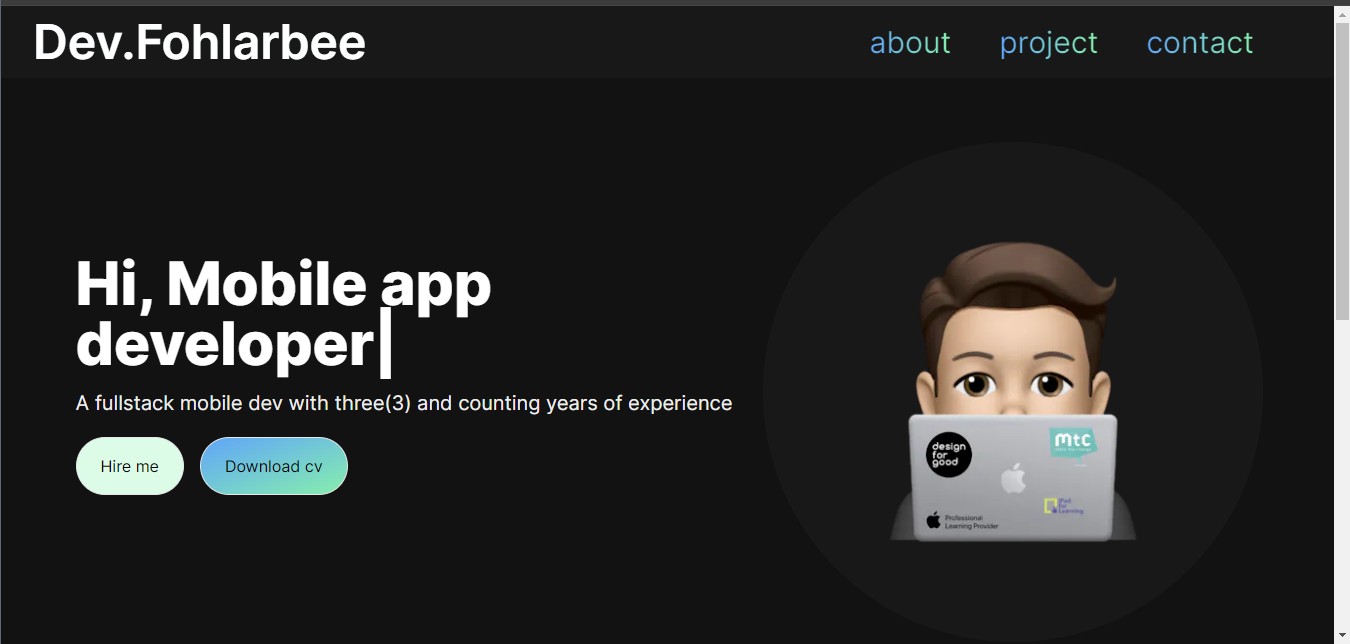 Dev.Fohlarbee
about
project
contact
Hi, Mobile app
developer|
A fullstack mobile dev with three(3) and counting years of experience
Hire me
Download cv
design
for
good
mtc
iPad
for
Learning
Professional
Learning Provider